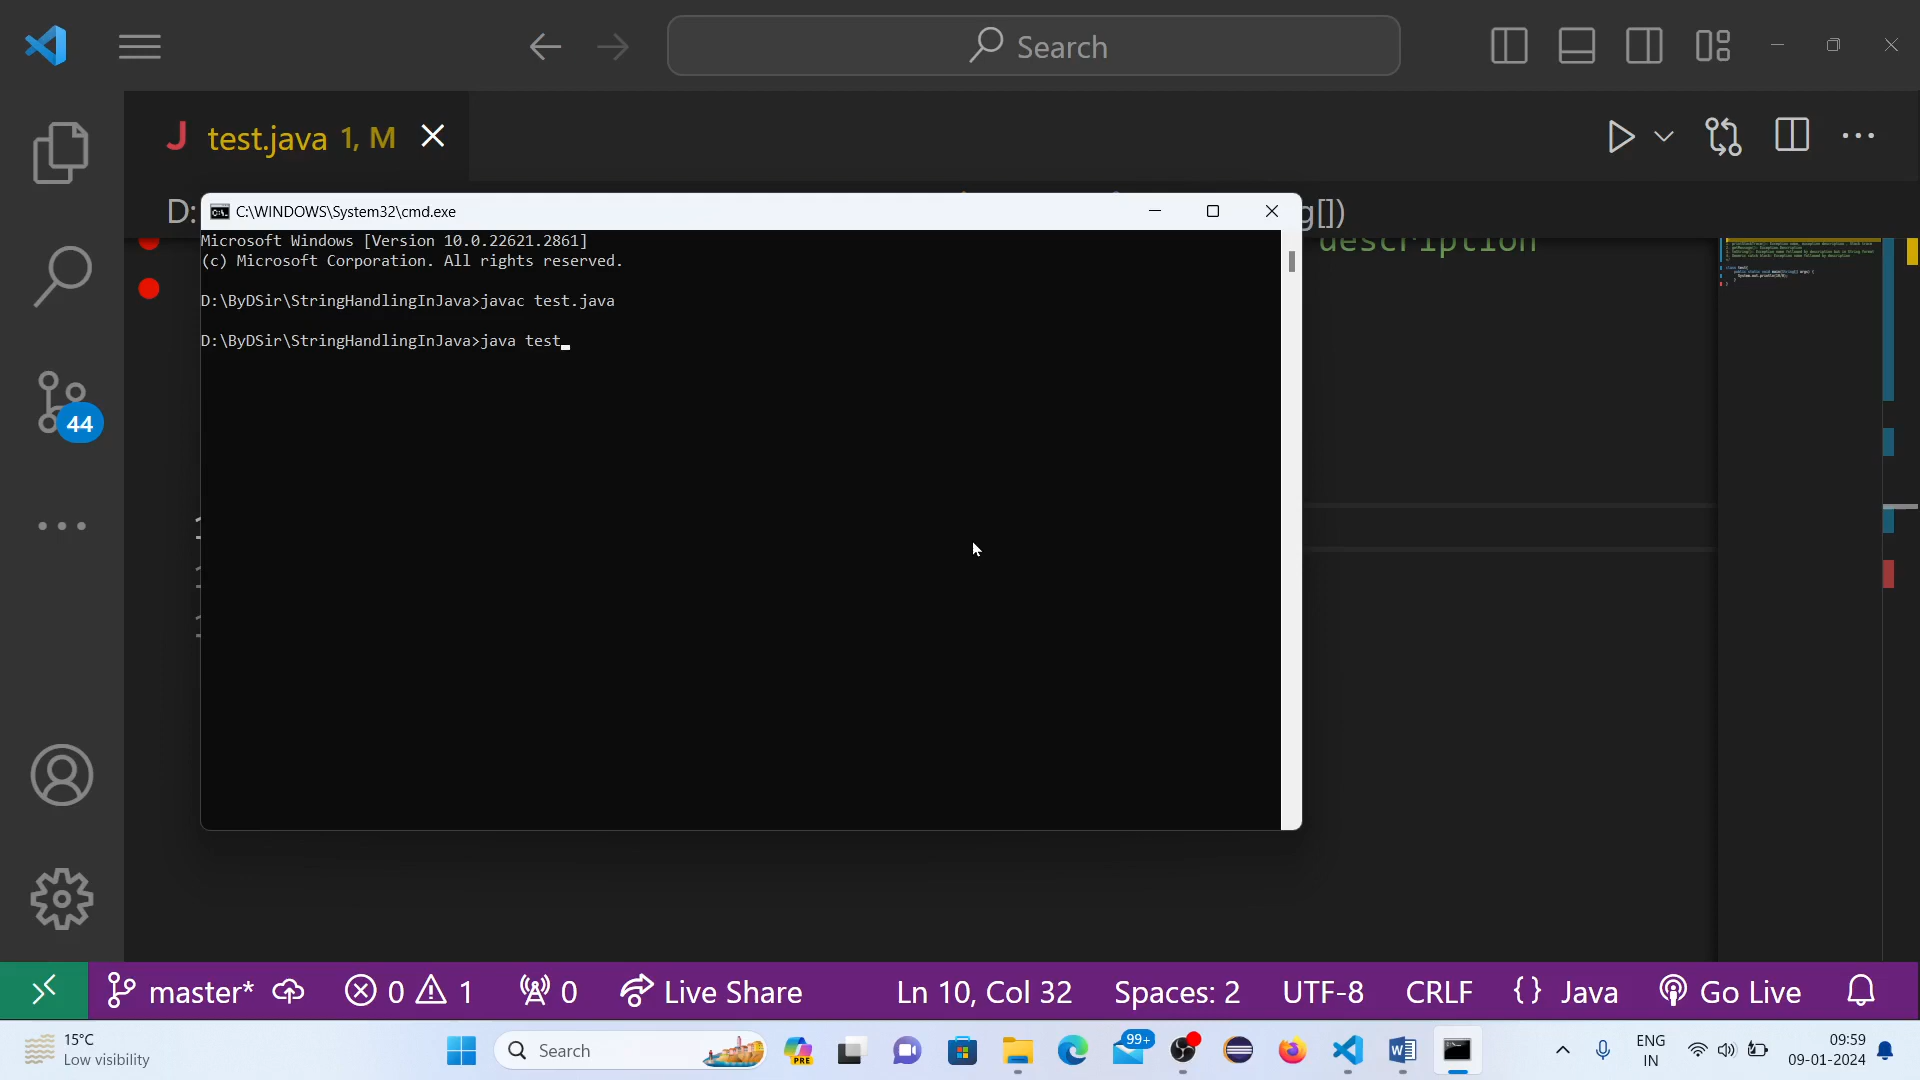 Search
J test.java 1, M
D:
g[])
C:\WINDOWS\System32\cmd.exe
description
Microsoft Windows [Version 10.0.22621.2861]
(c) Microsoft Corporation. All rights reserved.
D:\ByDSir\StringHandlingInJava>javac test.java
D:\ByDSir\StringHandlingInJava>java test
44
master* 0 1 0 Live Share Ln 10, Col 32 Spaces: 2 UTF-8 CRLF {} Java Go Live
15°C
Low visibility
Search
PRE
99+
ENG
IN
09:59
09-01-2024